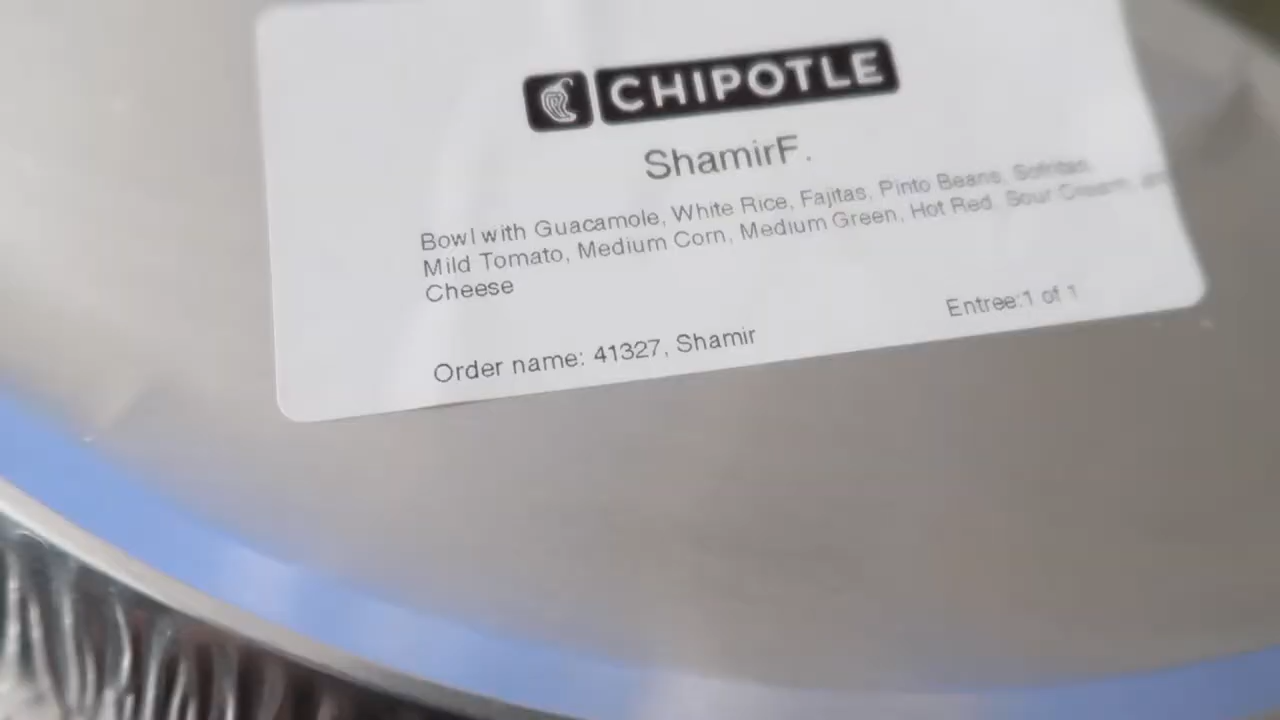 CHIPOTLE
ShamirF.
Bowl with Guacamole, White Rice, Fajitas, Pinto Beans, Sofritas,
Mild Tomato, Medium Corn, Medium Green, Hot Red, Sour Cream, and
Cheese
Entree:1 of 1
Order name: 41327, Shamir